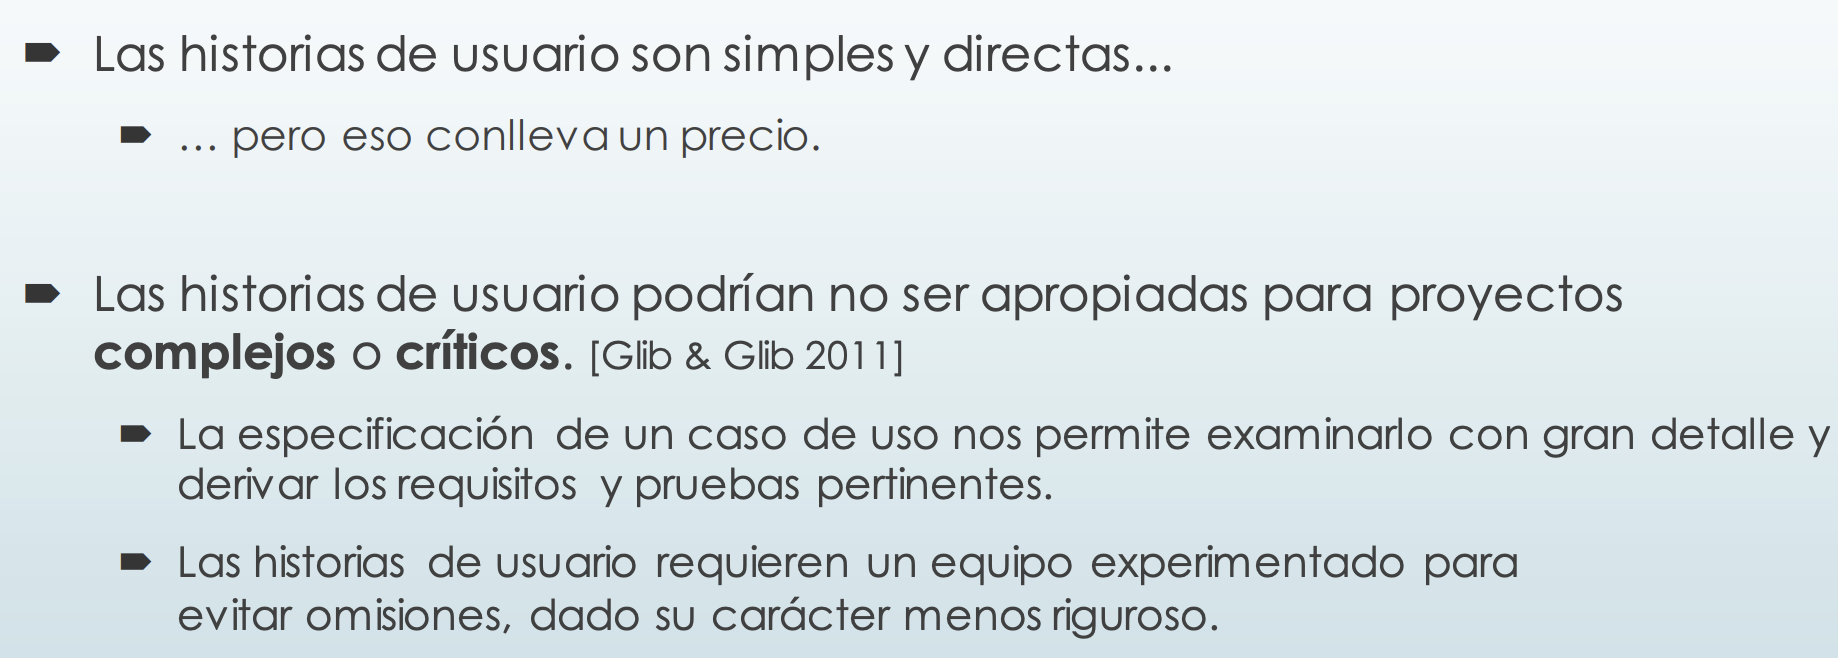 Las historias de usuario son simples y directas...
... pero eso conlleva un precio.
Las historias de usuario podrían no ser apropiadas para proyectos
complejos o críticos. [Glib & Glib 2011]
La especificación de un caso de uso nos permite examinarlo con gran detalle y
derivar los requisitos y pruebas pertinentes.
Las historias de usuario requieren un equipo experimentado para
evitar omisiones, dado su carácter menos riguroso.